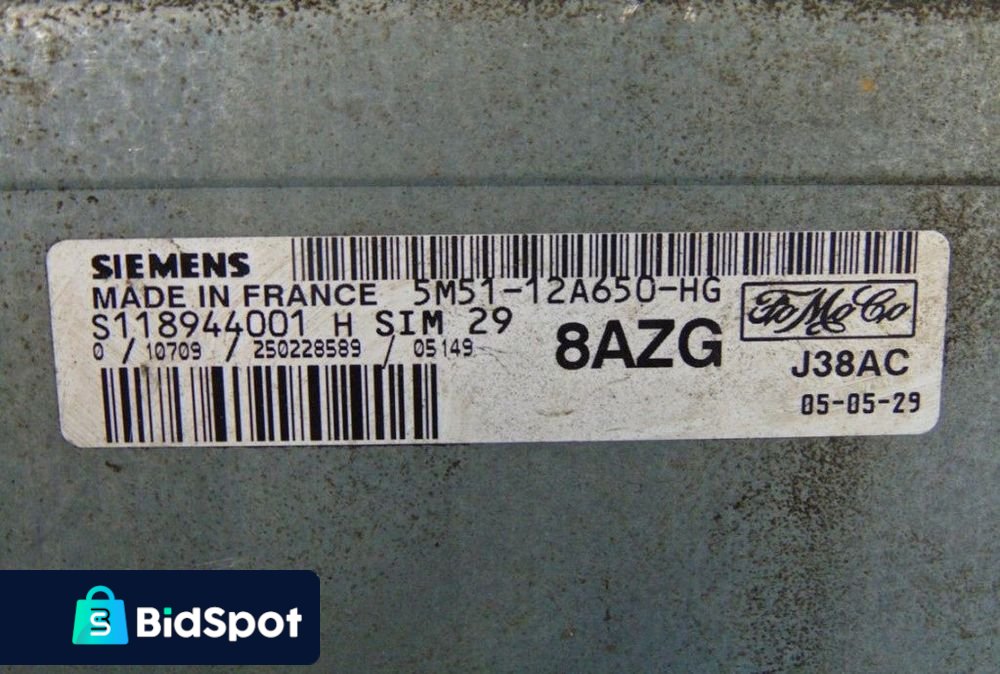 SIEMENS
MADE IN FRANCE 5M51-12A650-HG
S118944001 H SIM 29
0 / 10709 / 250228589 / 05149
8AZG
FoMoCo
J38AC
05-05-29
BidSpot